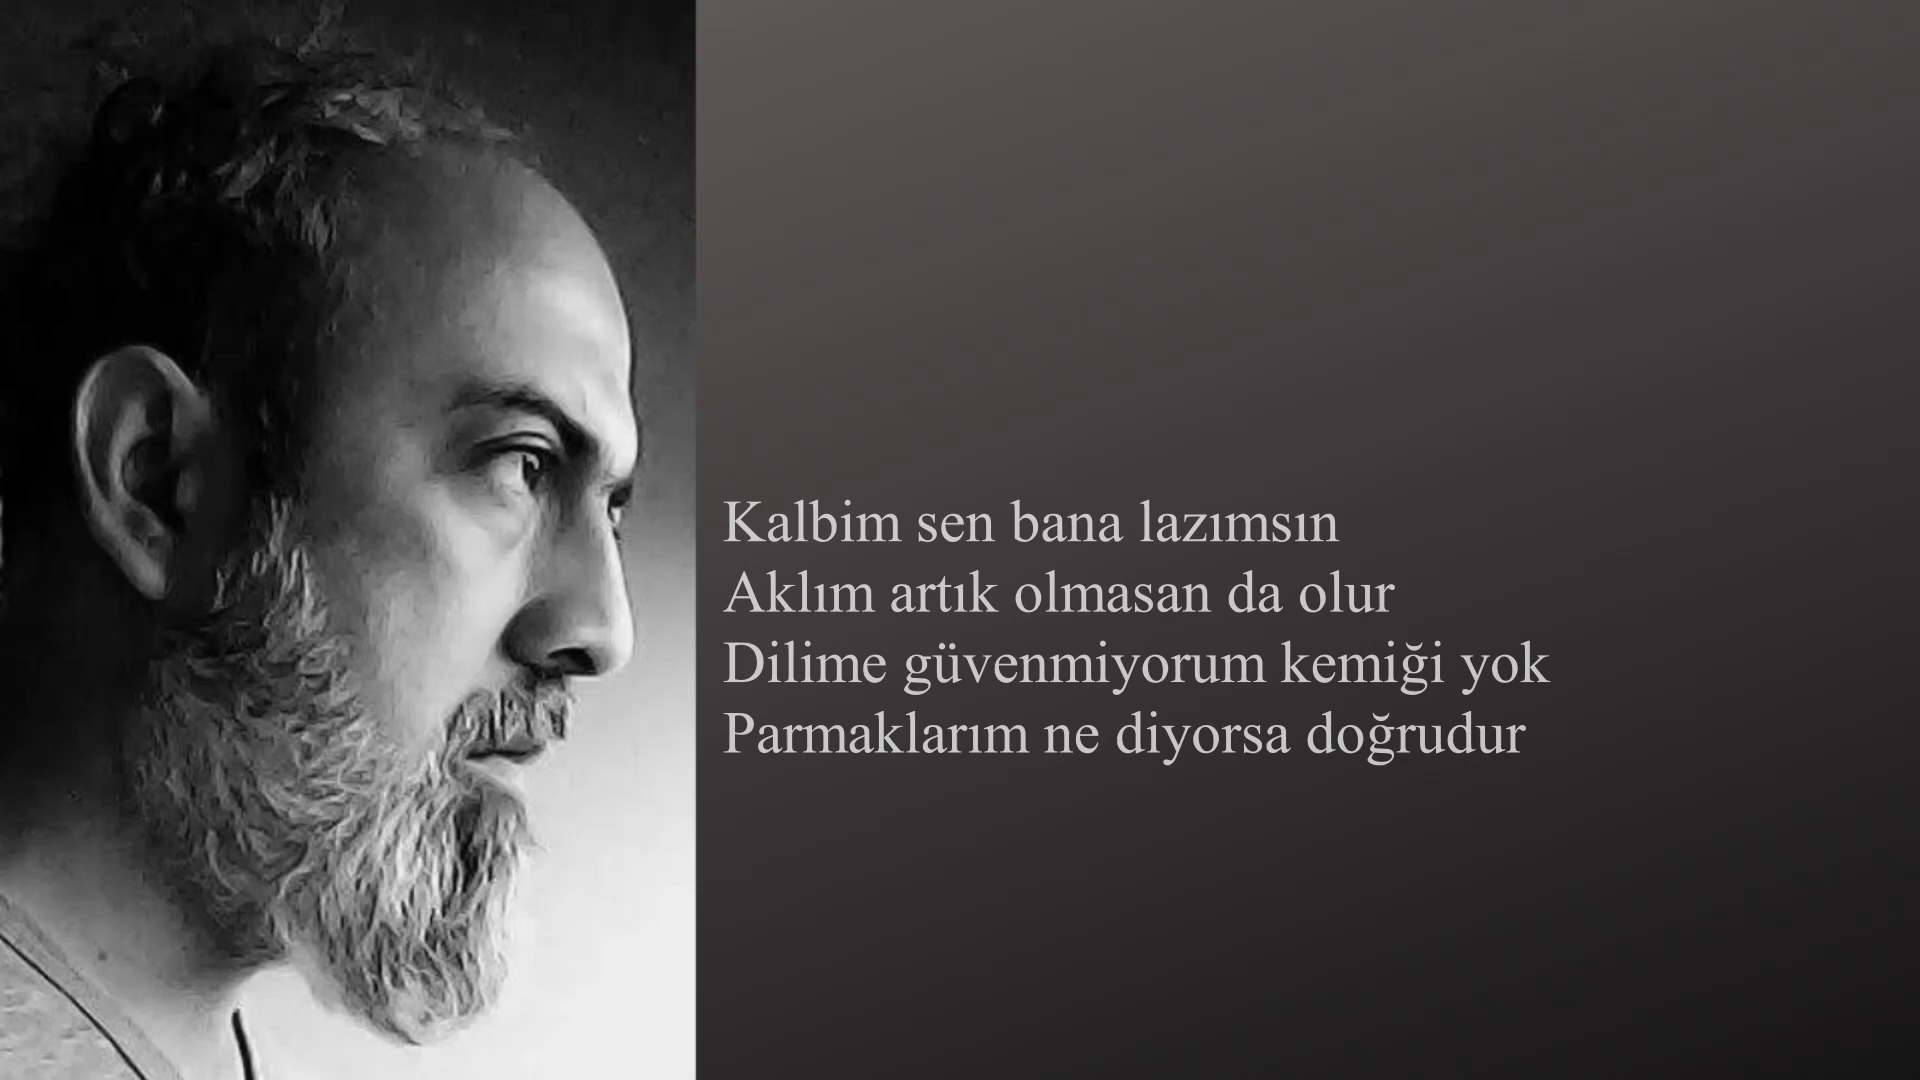 Kalbim sen bana lazımsın
Aklım artık olmasan da olur
Dilime güvenmiyorum kemiği yok
Parmaklarım ne diyorsa doğrudur